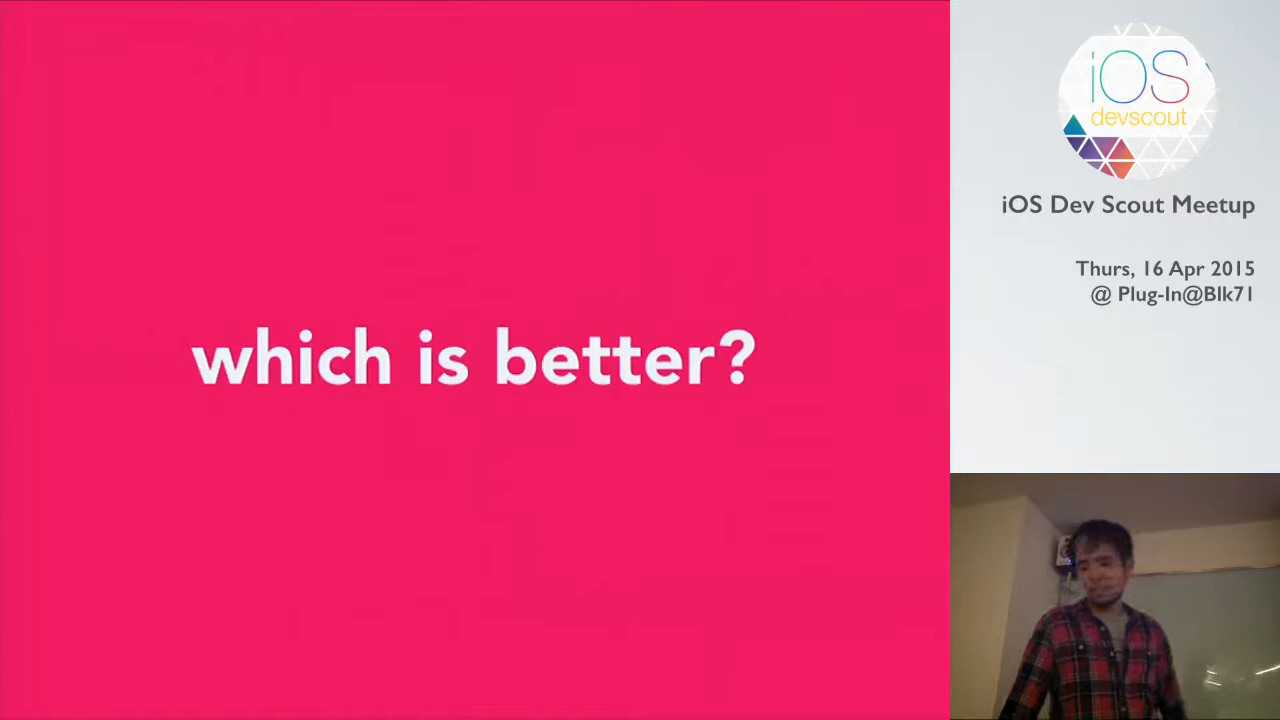 which is better?
iOS
devscout
iOS Dev Scout Meetup
Thurs, 16 Apr 2015
@ Plug-In@Blk71